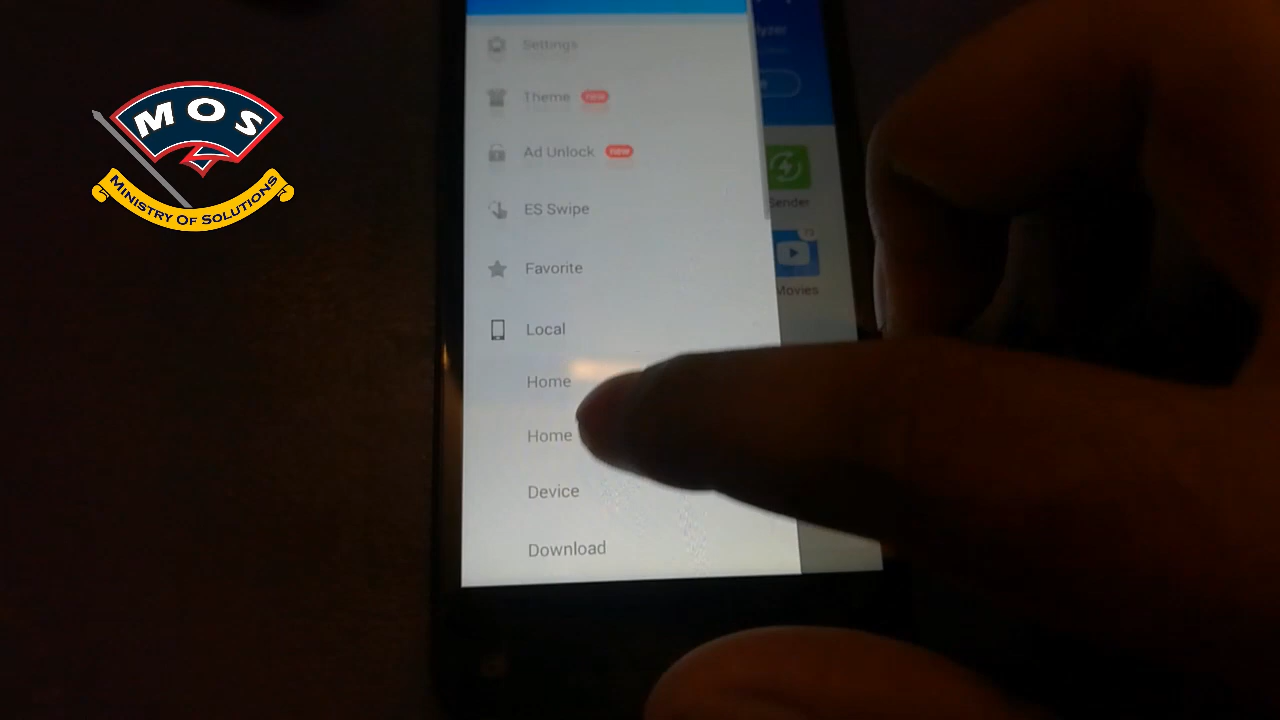 MOS
MINISTRY OF SOLUTIONS
Settings
Theme new
Ad Unlock new
ES Swipe
Favorite
Local
Home
Home
Device
Download
lyzer
Sender
Movies